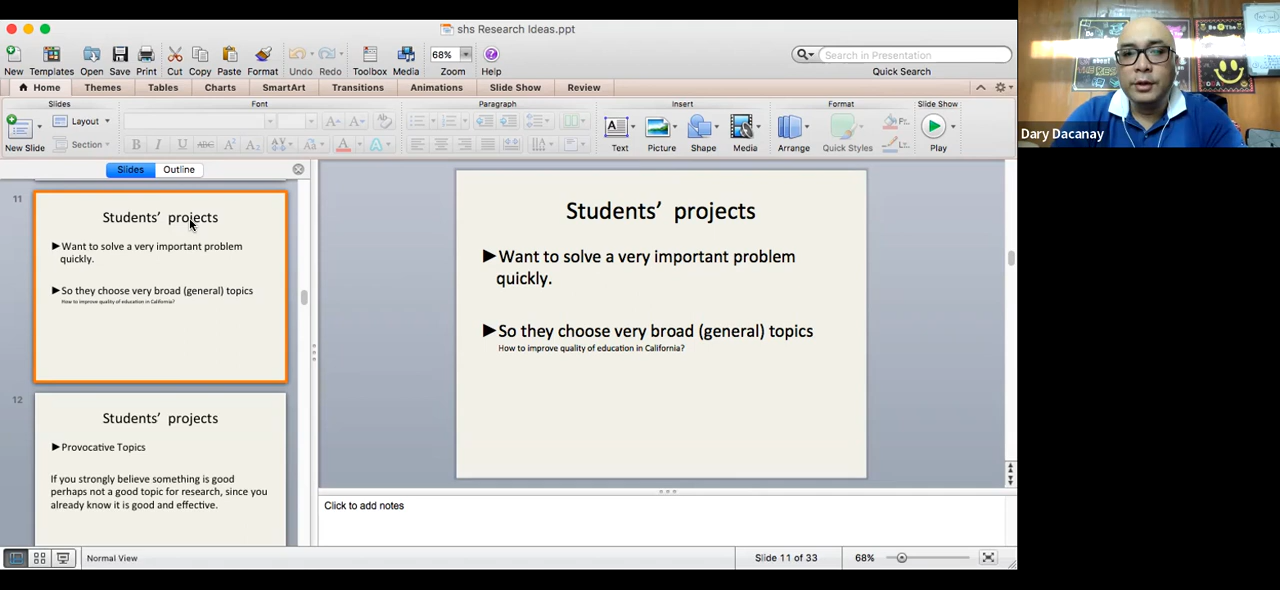 shs Research Ideas.ppt
New Templates Open Save Print Cut Copy Paste Format Undo Redo Toolbox Media Zoom Help
68%
Search in Presentation
Quick Search
Home Themes Tables Charts SmartArt Transitions Animations Slide Show Review
Slides Font Paragraph Insert Format Slide Show
New Slide Layout Section
B I U ABC A² A₂ AV Aa A A
Text Picture Shape Media Arrange Quick Styles Play
Slides Outline
11
Students' projects
►Want to solve a very important problem
quickly.
►So they choose very broad (general) topics
How to improve quality of education in California?
12
Students' projects
►Provocative Topics
If you strongly believe something is good
perhaps not a good topic for research, since you
already know it is good and effective.
Students' projects
►Want to solve a very important problem
quickly.
►So they choose very broad (general) topics
How to improve quality of education in California?
Click to add notes
Normal View
Slide 11 of 33
68%
Dary Dacanay